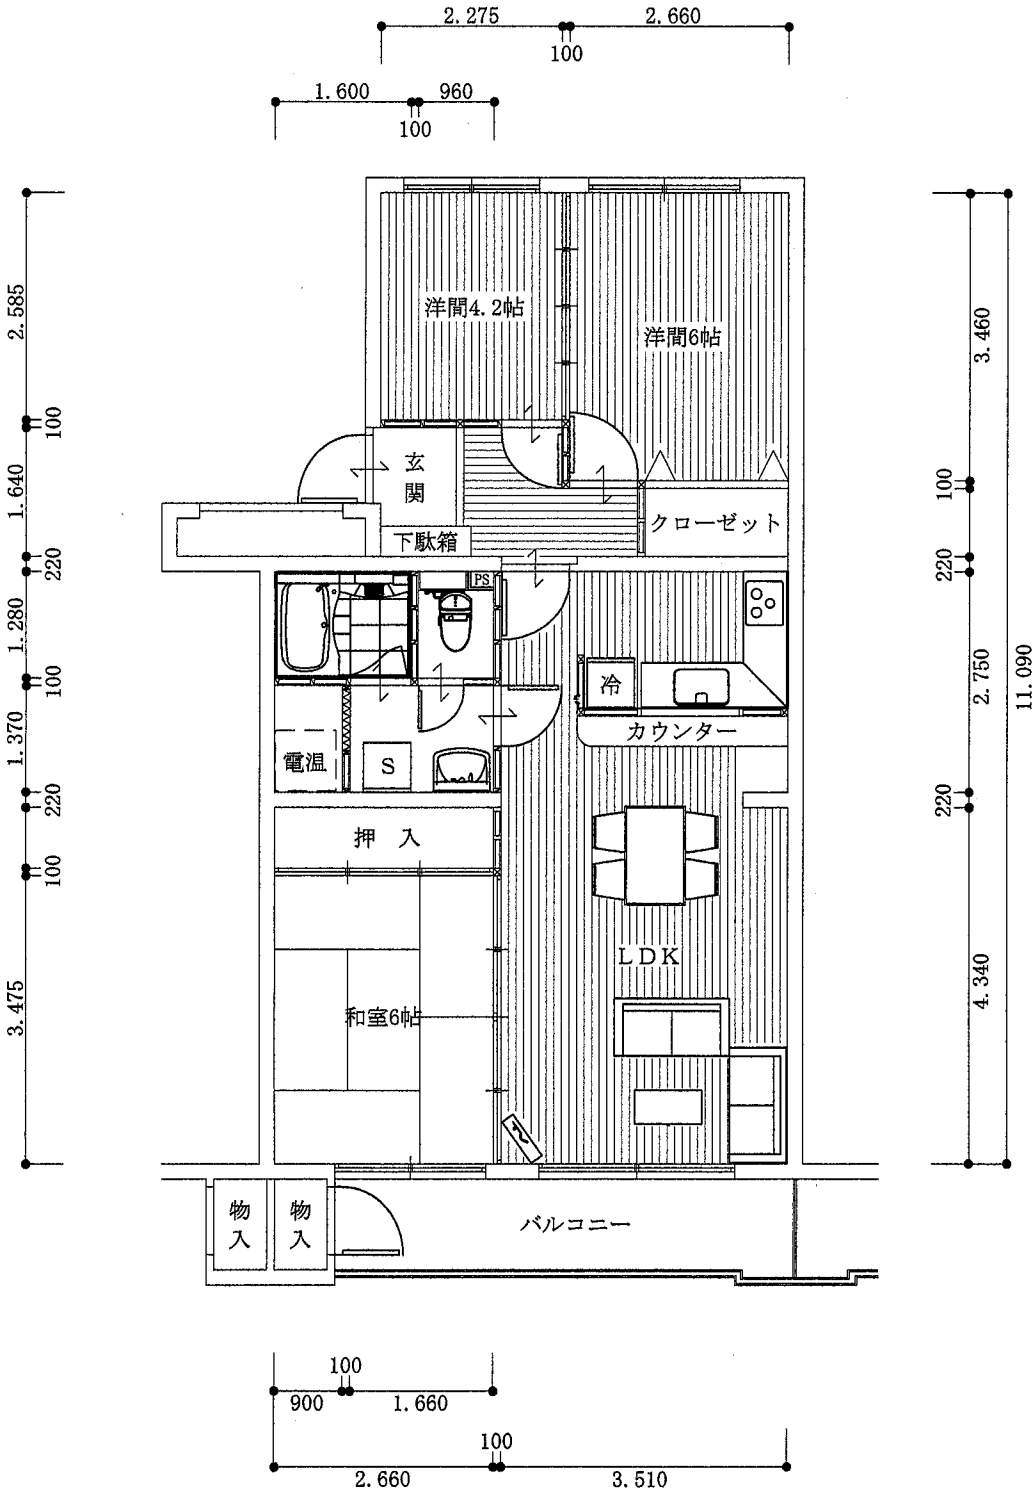 2.275
2.660
100
1.600
960
100
2.585
100
1.640
220
1.280
100
1.370
220
100
3.475
3.460
100
220
2.750
220
4.340
11.090
洋間4.2帖
洋間6帖
玄
関
下駄箱
クローゼット
PS
冷
カウンター
電温
S
押 入
LDK
和室6帖
物
入
物
入
バルコニー
100
900
1.660
100
2.660
3.510